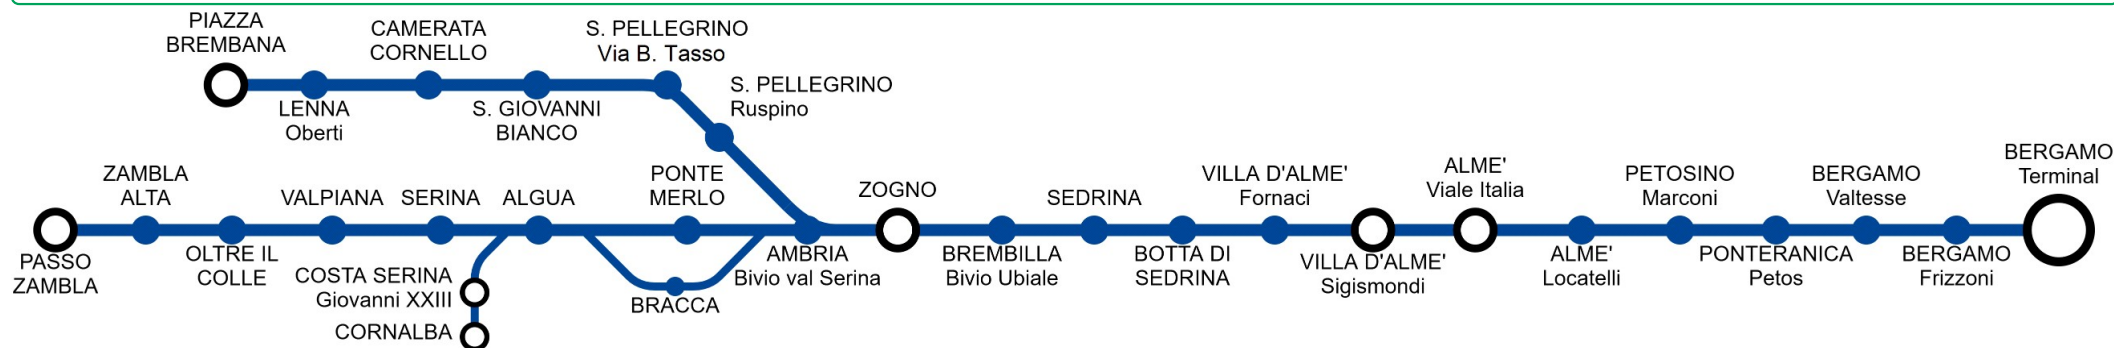 PIAZZA
BREMBANA
LENNA
Oberti
CAMERATA
CORNELLO
S. GIOVANNI
BIANCO
S. PELLEGRINO
Via B. Tasso
S. PELLEGRINO
Ruspino
PASSO
ZAMBLA
ZAMBLA
ALTA
OLTRE IL
COLLE
VALPIANA
SERINA
ALGUA
COSTA SERINA
Giovanni XXIII
CORNALBA
PONTE
MERLO
BRACCA
AMBRIA
Bivio val Serina
ZOGNO
BREMBILLA
Bivio Ubiale
SEDRINA
BOTTA DI
SEDRINA
VILLA D'ALME'
Fornaci
VILLA D'ALME'
Sigismondi
ALME'
Viale Italia
ALME'
Locatelli
PETOSINO
Marconi
PONTERANICA
Petos
BERGAMO
Valtesse
BERGAMO
Frizzoni
BERGAMO
Terminal